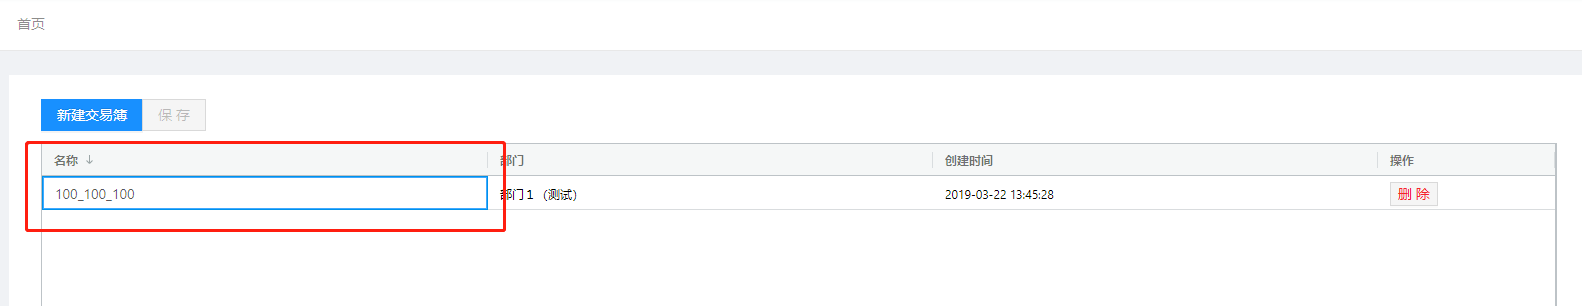 首页
新建交易簿 保 存
名称 ↓ 部门 创建时间 操作
100_100_100 部门 1 （测试） 2019-03-22 13:45:28 删 除